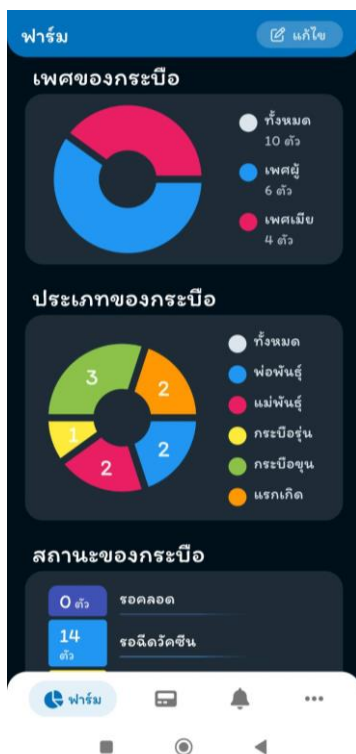 ฟาร์ม
แก้ไข
เพศของกระบือ
ทั้งหมด
10 ตัว
เพศผู้
6 ตัว
เพศเมีย
4 ตัว
ประเภทของกระบือ
ทั้งหมด
พ่อพันธุ์
แม่พันธุ์
กระบือรุ่น
กระบือขุน
แรกเกิด
3
2
1
2
2
สถานะของกระบือ
0 ตัว
รอคลอด
14
ตัว
รอฉีดวัคซีน
ฟาร์ม